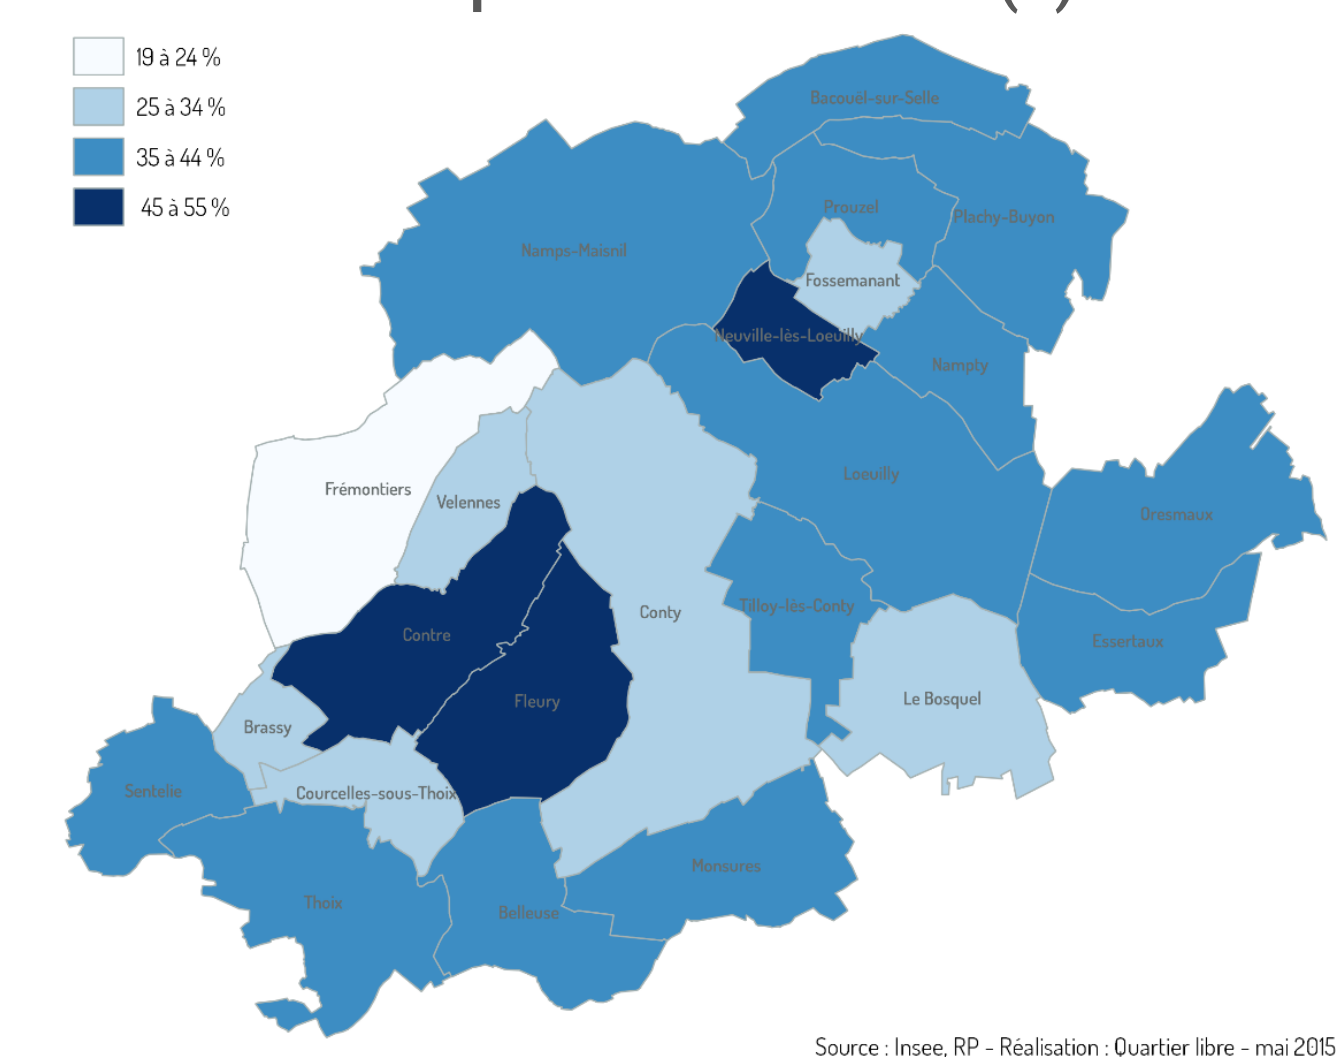 19 à 24 %
25 à 34 %
35 à 44 %
45 à 55 %
Bacouël-sur-Selle
Prouzel
Plachy-Buyon
Namps-Maisnil
Fossemanant
Neuville-lès-Loeuilly
Nampty
Loeuilly
Frémontiers
Velennes
Oresmaux
Tilloy-lès-Conty
Conty
Contre
Essertaux
Fleury
Le Bosquel
Brassy
Sentelie
Courcelles-sous-Thoix
Monsures
Thoix
Belleuse
Source : Insee, RP - Réalisation : Quartier libre - mai 2015